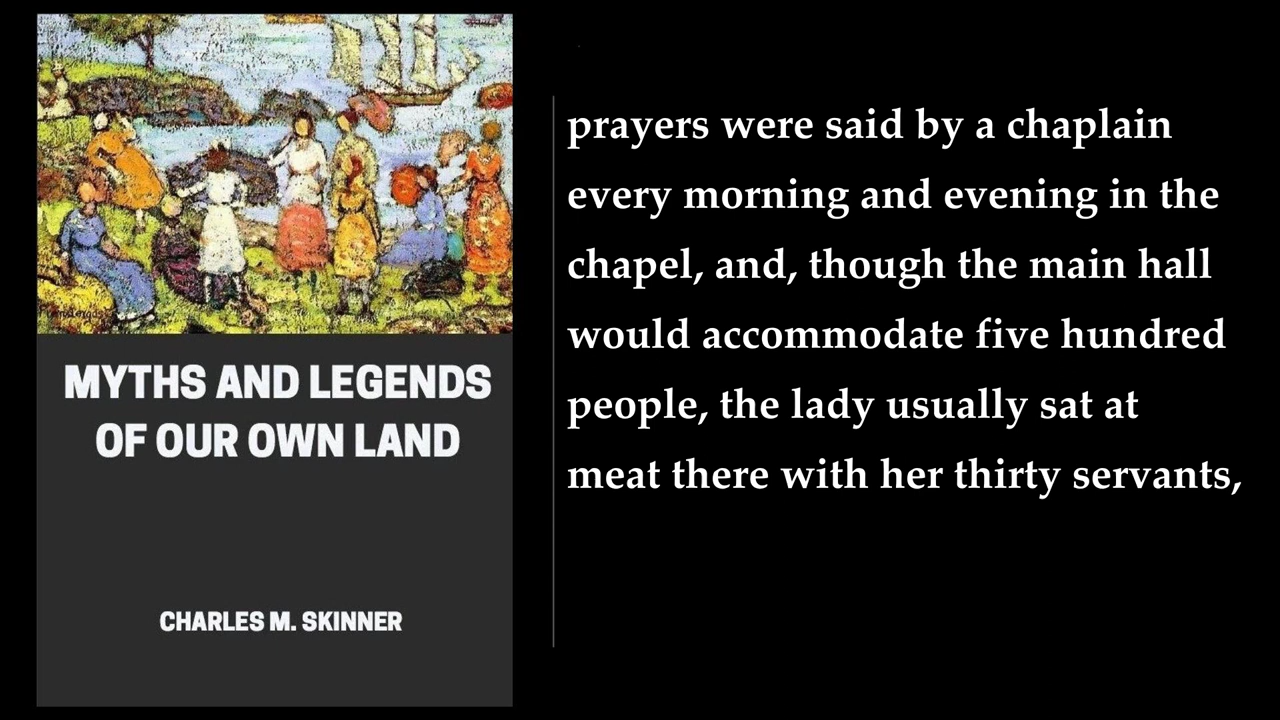 MYTHS AND LEGENDS
OF OUR OWN LAND
CHARLES M. SKINNER
prayers were said by a chaplain
every morning and evening in the
chapel, and, though the main hall
would accommodate five hundred
people, the lady usually sat at
meat there with her thirty servants,